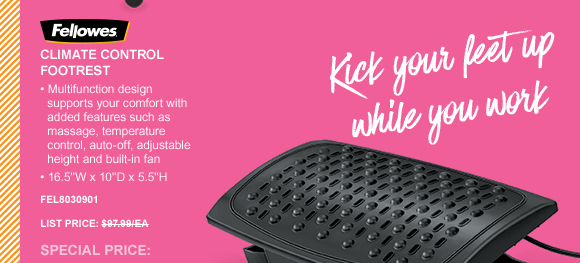 Fellowes
CLIMATE CONTROL
FOOTREST
• Multifunction design
supports your comfort with
added features such as
massage, temperature
control, auto-off, adjustable
height and built-in fan
• 16.5"W x 10"D x 5.5"H
FEL8030901
LIST PRICE: $97.99/EA
SPECIAL PRICE:
Kick your feet up
while you work